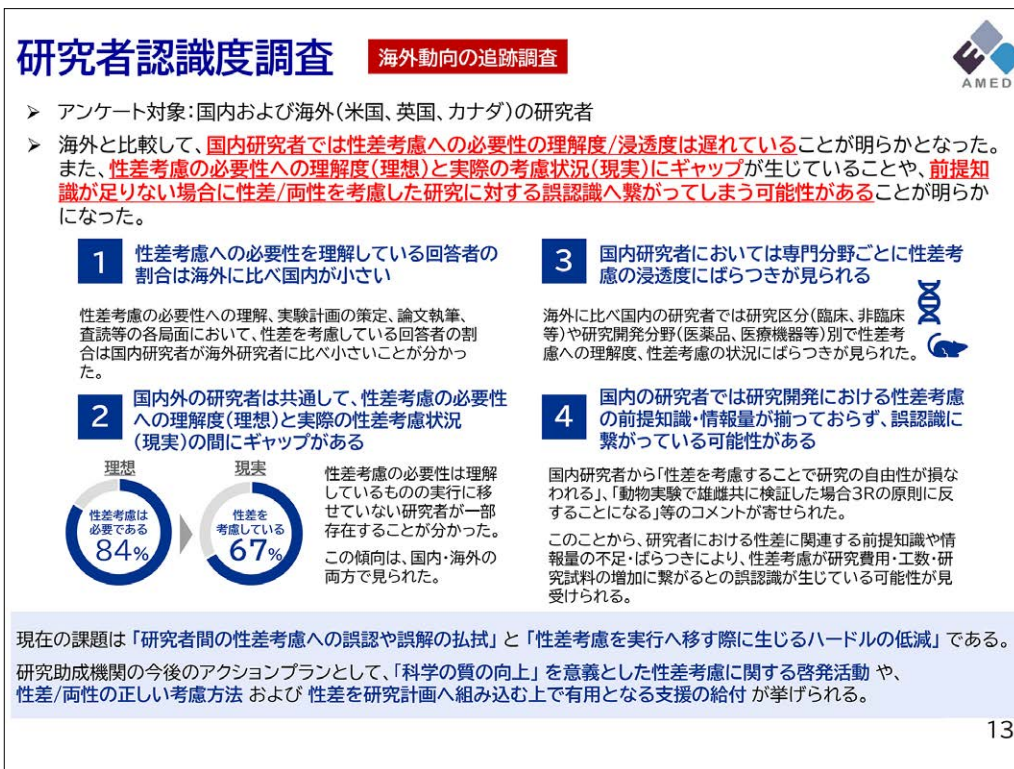 研究者認識度調査
海外動向の追跡調査
AMED
➢ アンケート対象：国内および海外（米国、英国、カナダ）の研究者
➢ 海外と比較して、国内研究者では性差考慮への必要性の理解度/浸透度は遅れていることが明らかとなった。
また、性差考慮の必要性への理解度（理想）と実際の考慮状況（現実）にギャップが生じていることや、前提知
識が足りない場合に性差/両性を考慮した研究に対する誤認識へ繋がってしまう可能性があることが明らか
になった。
1
性差考慮への必要性を理解している回答者の
割合は海外に比べ国内が小さい
性差考慮の必要性への理解、実験計画の策定、論文執筆、
査読等の各局面において、性差を考慮している回答者の割
合は国内研究者が海外研究者に比べ小さいことが分かっ
た。
2
国内外の研究者は共通して、性差考慮の必要性
への理解度（理想）と実際の性差考慮状況
（現実）の間にギャップがある
理想
性差考慮は
必要である
84%
現実
性差を
考慮している
67%
性差考慮の必要性は理解
しているものの実行に移
せていない研究者が一部
存在することが分かった。
この傾向は、国内・海外の
両方で見られた。
3
国内研究者においては専門分野ごとに性差考
慮の浸透度にばらつきが見られる
海外に比べ国内の研究者では研究区分（臨床、非臨床
等）や研究開発分野（医薬品、医療機器等）別で性差考
慮への理解度、性差考慮の状況にばらつきが見られた。
4
国内の研究者では研究開発における性差考慮
の前提知識・情報量が揃っておらず、誤認識に
繋がっている可能性がある
国内研究者から「性差を考慮することで研究の自由性が損な
われる」、「動物実験で雄雌共に検証した場合3Rの原則に反
することになる」等のコメントが寄せられた。
このことから、研究者における性差に関連する前提知識や情
報量の不足・ばらつきにより、性差考慮が研究費用・工数・研
究試料の増加に繋がるとの誤認識が生じている可能性が見
受けられる。
現在の課題は「研究者間の性差考慮への誤認や誤解の払拭」と「性差考慮を実行へ移す際に生じるハードルの低減」である。
研究助成機関の今後のアクションプランとして、「科学の質の向上」を意義とした性差考慮に関する啓発活動 や、
性差/両性の正しい考慮方法 および 性差を研究計画へ組み込む上で有用となる支援の給付 が挙げられる。
13